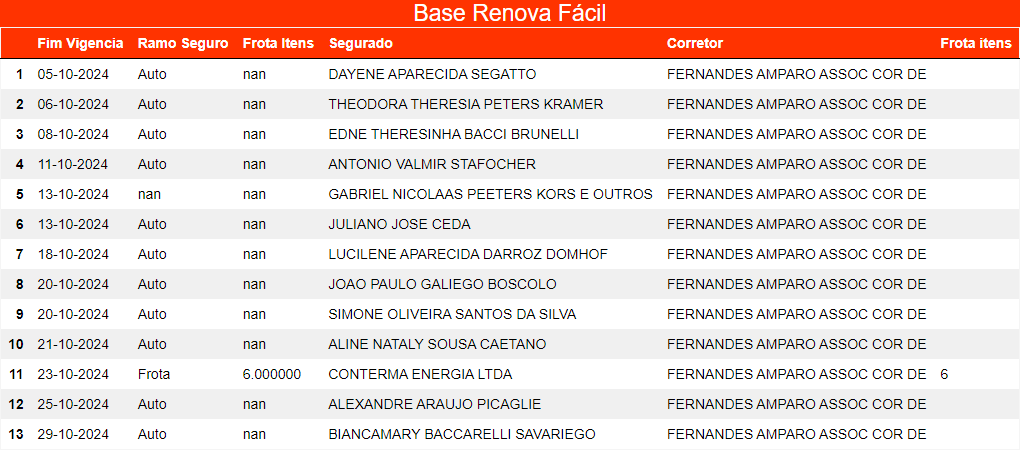 Base Renova Fácil
Fim Vigencia Ramo Seguro Frota Itens Segurado Corretor Frota itens
1 05-10-2024 Auto nan DAYENE APARECIDA SEGATTO FERNANDES AMPARO ASSOC COR DE
2 06-10-2024 Auto nan THEODORA THERESIA PETERS KRAMER FERNANDES AMPARO ASSOC COR DE
3 08-10-2024 Auto nan EDNE THERESINHA BACCI BRUNELLI FERNANDES AMPARO ASSOC COR DE
4 11-10-2024 Auto nan ANTONIO VALMIR STAFOCHER FERNANDES AMPARO ASSOC COR DE
5 13-10-2024 nan nan GABRIEL NICOLAAS PEETERS KORS E OUTROS FERNANDES AMPARO ASSOC COR DE
6 13-10-2024 Auto nan JULIANO JOSE CEDA FERNANDES AMPARO ASSOC COR DE
7 18-10-2024 Auto nan LUCILENE APARECIDA DARROZ DOMHOF FERNANDES AMPARO ASSOC COR DE
8 20-10-2024 Auto nan JOAO PAULO GALIEGO BOSCOLO FERNANDES AMPARO ASSOC COR DE
9 20-10-2024 Auto nan SIMONE OLIVEIRA SANTOS DA SILVA FERNANDES AMPARO ASSOC COR DE
10 21-10-2024 Auto nan ALINE NATALY SOUSA CAETANO FERNANDES AMPARO ASSOC COR DE
11 23-10-2024 Frota 6.000000 CONTERMA ENERGIA LTDA FERNANDES AMPARO ASSOC COR DE 6
12 25-10-2024 Auto nan ALEXANDRE ARAUJO PICAGLIE FERNANDES AMPARO ASSOC COR DE
13 29-10-2024 Auto nan BIANCAMARY BACCARELLI SAVARIEGO FERNANDES AMPARO ASSOC COR DE